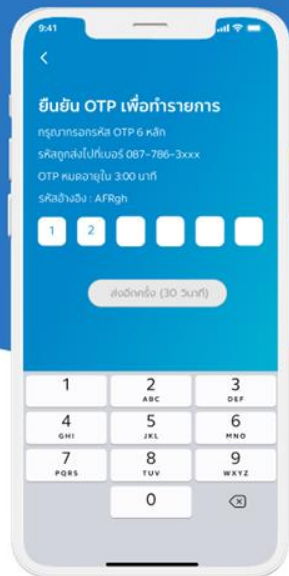 9:41
ยืนยัน OTP เพื่อทำรายการ
กรุณากรอกรหัส OTP 6 หลัก
รหัสถูกส่งไปที่เบอร์ 087-786-3xxx
OTP หมดอายุใน 3:00 นาที
รหัสอ้างอิง : AFRgh
1 2
ส่งอีกครั้ง (30 วินาที)
1 2 3
ABC DEF
4 5 6
GHI JKL MNO
7 8 9
PQRS TUV WXYZ
0